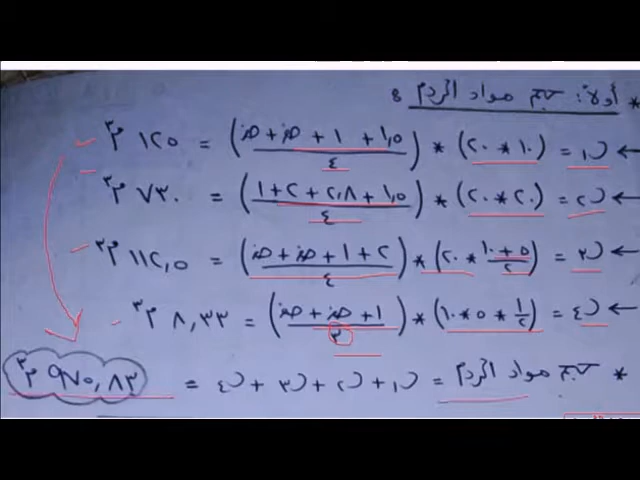 * أولاً: حجم مواد الردم :
← ح١ = (١٠ * ٢٠) * (١,٥ + ١ + صفر + صفر / ٤) = ١٢٥ م٣
← ح٢ = (٢٠ * ٢٠) * (١,٥ + ٢,٨ + ٢ + ١ / ٤) = ٧٣٠ م٣
← ح٣ = (١٠ + ٥ / ٢ * ٢٠) * (٢ + ١ + صفر + صفر / ٤) = ١١٢,٥ م٣
← ح٤ = (١/٢ * ٥ * ١٠) * (١ + صفر + صفر / ٣) = ٨,٣٣ م٣
* حجم مواد الردم = ح١ + ح٢ + ح٣ + ح٤ = ٩٧٥,٨٣ م٣